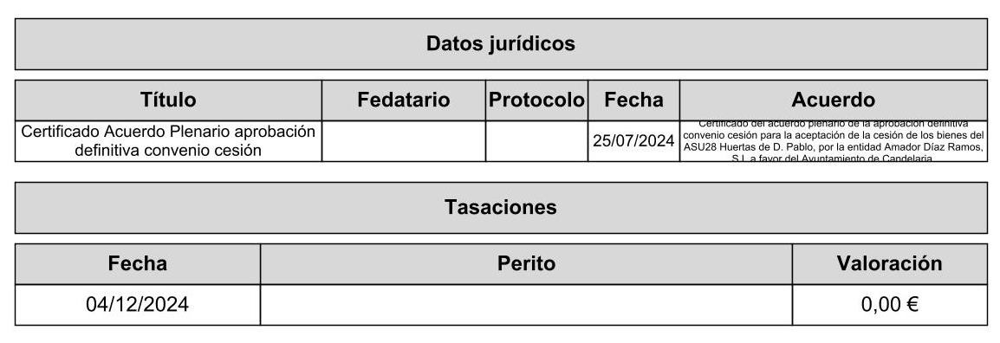 Datos jurídicos
Título Fedatario Protocolo Fecha Acuerdo
Certificado Acuerdo Plenario aprobación
definitiva convenio cesión
25/07/2024
Certificado del acuerdo plenario de la aprobación definitiva
convenio cesión para la aceptación de la cesión de los bienes del
ASU28 Huertas de D. Pablo, por la entidad Amador Díaz Ramos,
S.L a favor del Ayuntamiento de Candelaria
Tasaciones
Fecha Perito Valoración
04/12/2024 0,00 €